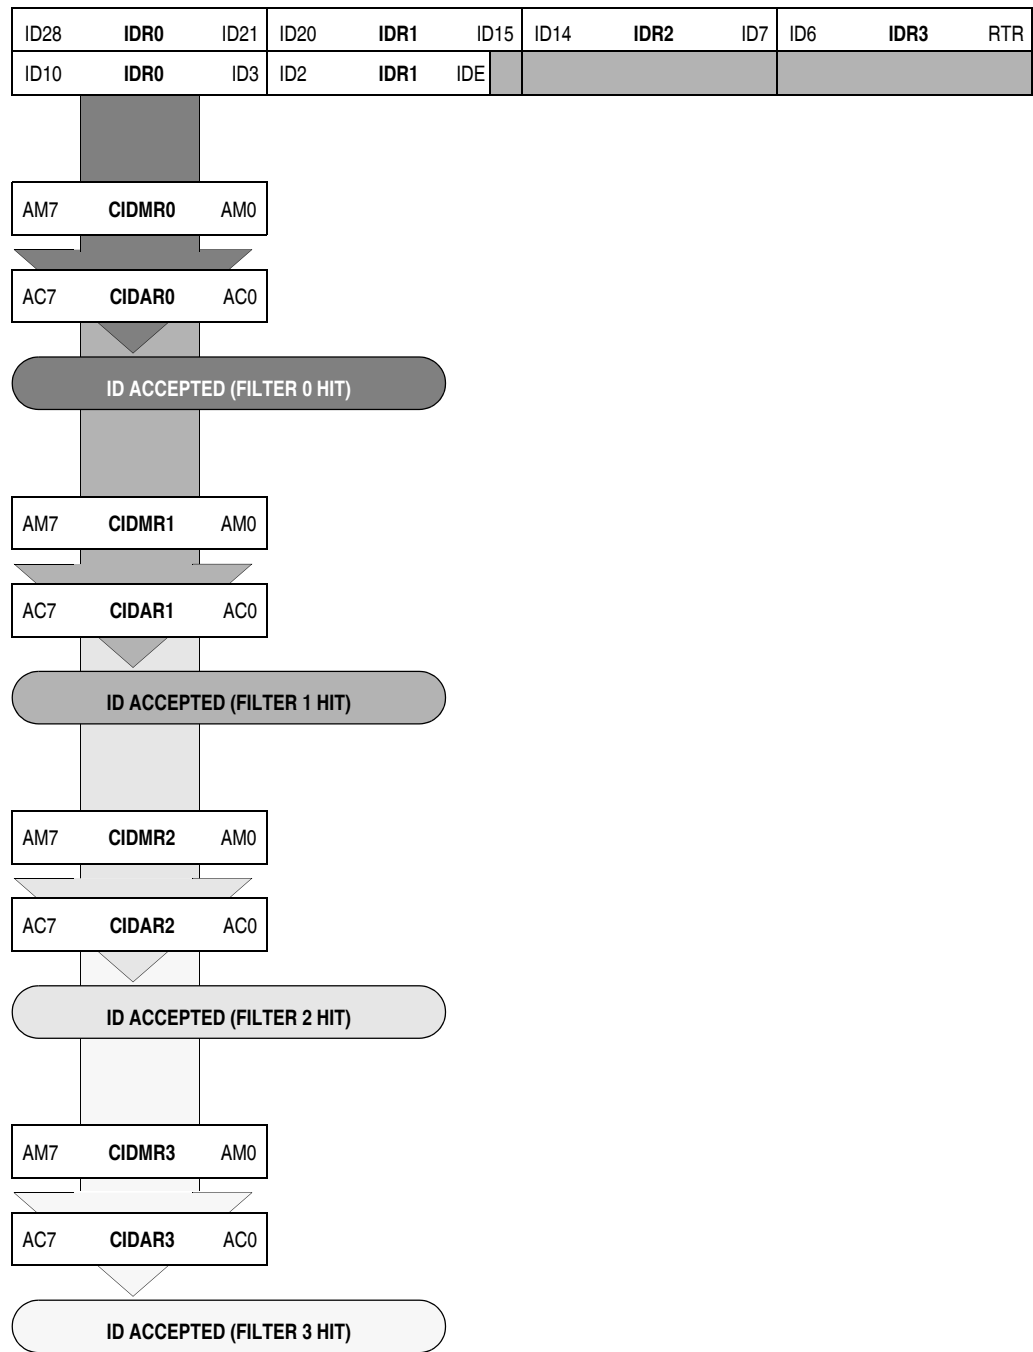 ID28 IDR0 ID21 ID20 IDR1 ID15 ID14 IDR2 ID7 ID6 IDR3 RTR
ID10 IDR0 ID3 ID2 IDR1 IDE
AM7 CIDMR0 AM0
AC7 CIDAR0 AC0
ID ACCEPTED (FILTER 0 HIT)
AM7 CIDMR1 AM0
AC7 CIDAR1 AC0
ID ACCEPTED (FILTER 1 HIT)
AM7 CIDMR2 AM0
AC7 CIDAR2 AC0
ID ACCEPTED (FILTER 2 HIT)
AM7 CIDMR3 AM0
AC7 CIDAR3 AC0
ID ACCEPTED (FILTER 3 HIT)